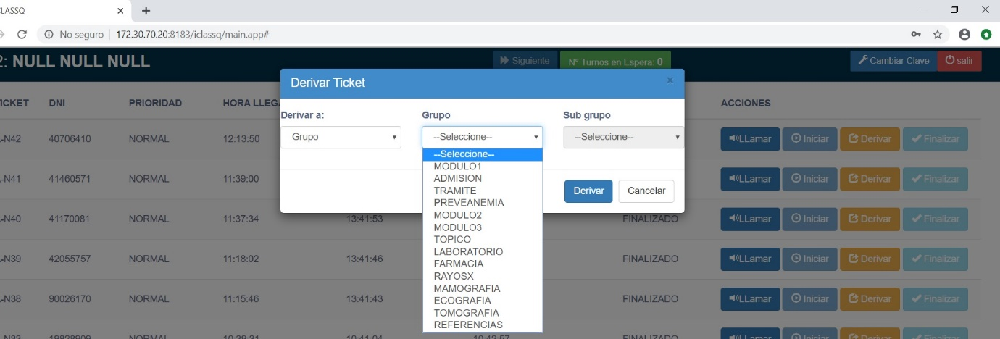 LASSQ
No seguro | 172.30.70.20:8183/iclassq/main.app#
2: NULL NULL NULL
Siguiente
N° Turnos en Espera: 0
Cambiar Clave
salir
Derivar Ticket
ICKET DNI PRIORIDAD HORA LLEGA ACCIONES
Derivar a: Grupo Sub grupo
Grupo --Seleccione-- --Seleccione--
--Seleccione--
MODULO1
ADMISION
TRAMITE
PREVEANEMIA
MODULO2
MODULO3
TOPICO
LABORATORIO
FARMACIA
RAYOSX
MAMOGRAFIA
ECOGRAFIA
TOMOGRAFIA
REFERENCIAS
Derivar Cancelar
-N42 40706410 NORMAL 12:13:50 LLamar Iniciar Derivar Finalizar
-N41 41460571 NORMAL 11:39:00 LLamar Iniciar Derivar Finalizar
-N40 41170081 NORMAL 11:37:34 13:41:53 FINALIZADO LLamar Iniciar Derivar Finalizar
-N39 42055757 NORMAL 11:18:02 13:41:46 FINALIZADO LLamar Iniciar Derivar Finalizar
-N38 90026170 NORMAL 11:15:46 13:41:43 FINALIZADO LLamar Iniciar Derivar Finalizar
-N33 19828909 NORMAL 10:39:31 10:41:04 10:42:57 FINALIZADO LLamar Iniciar Derivar Finalizar